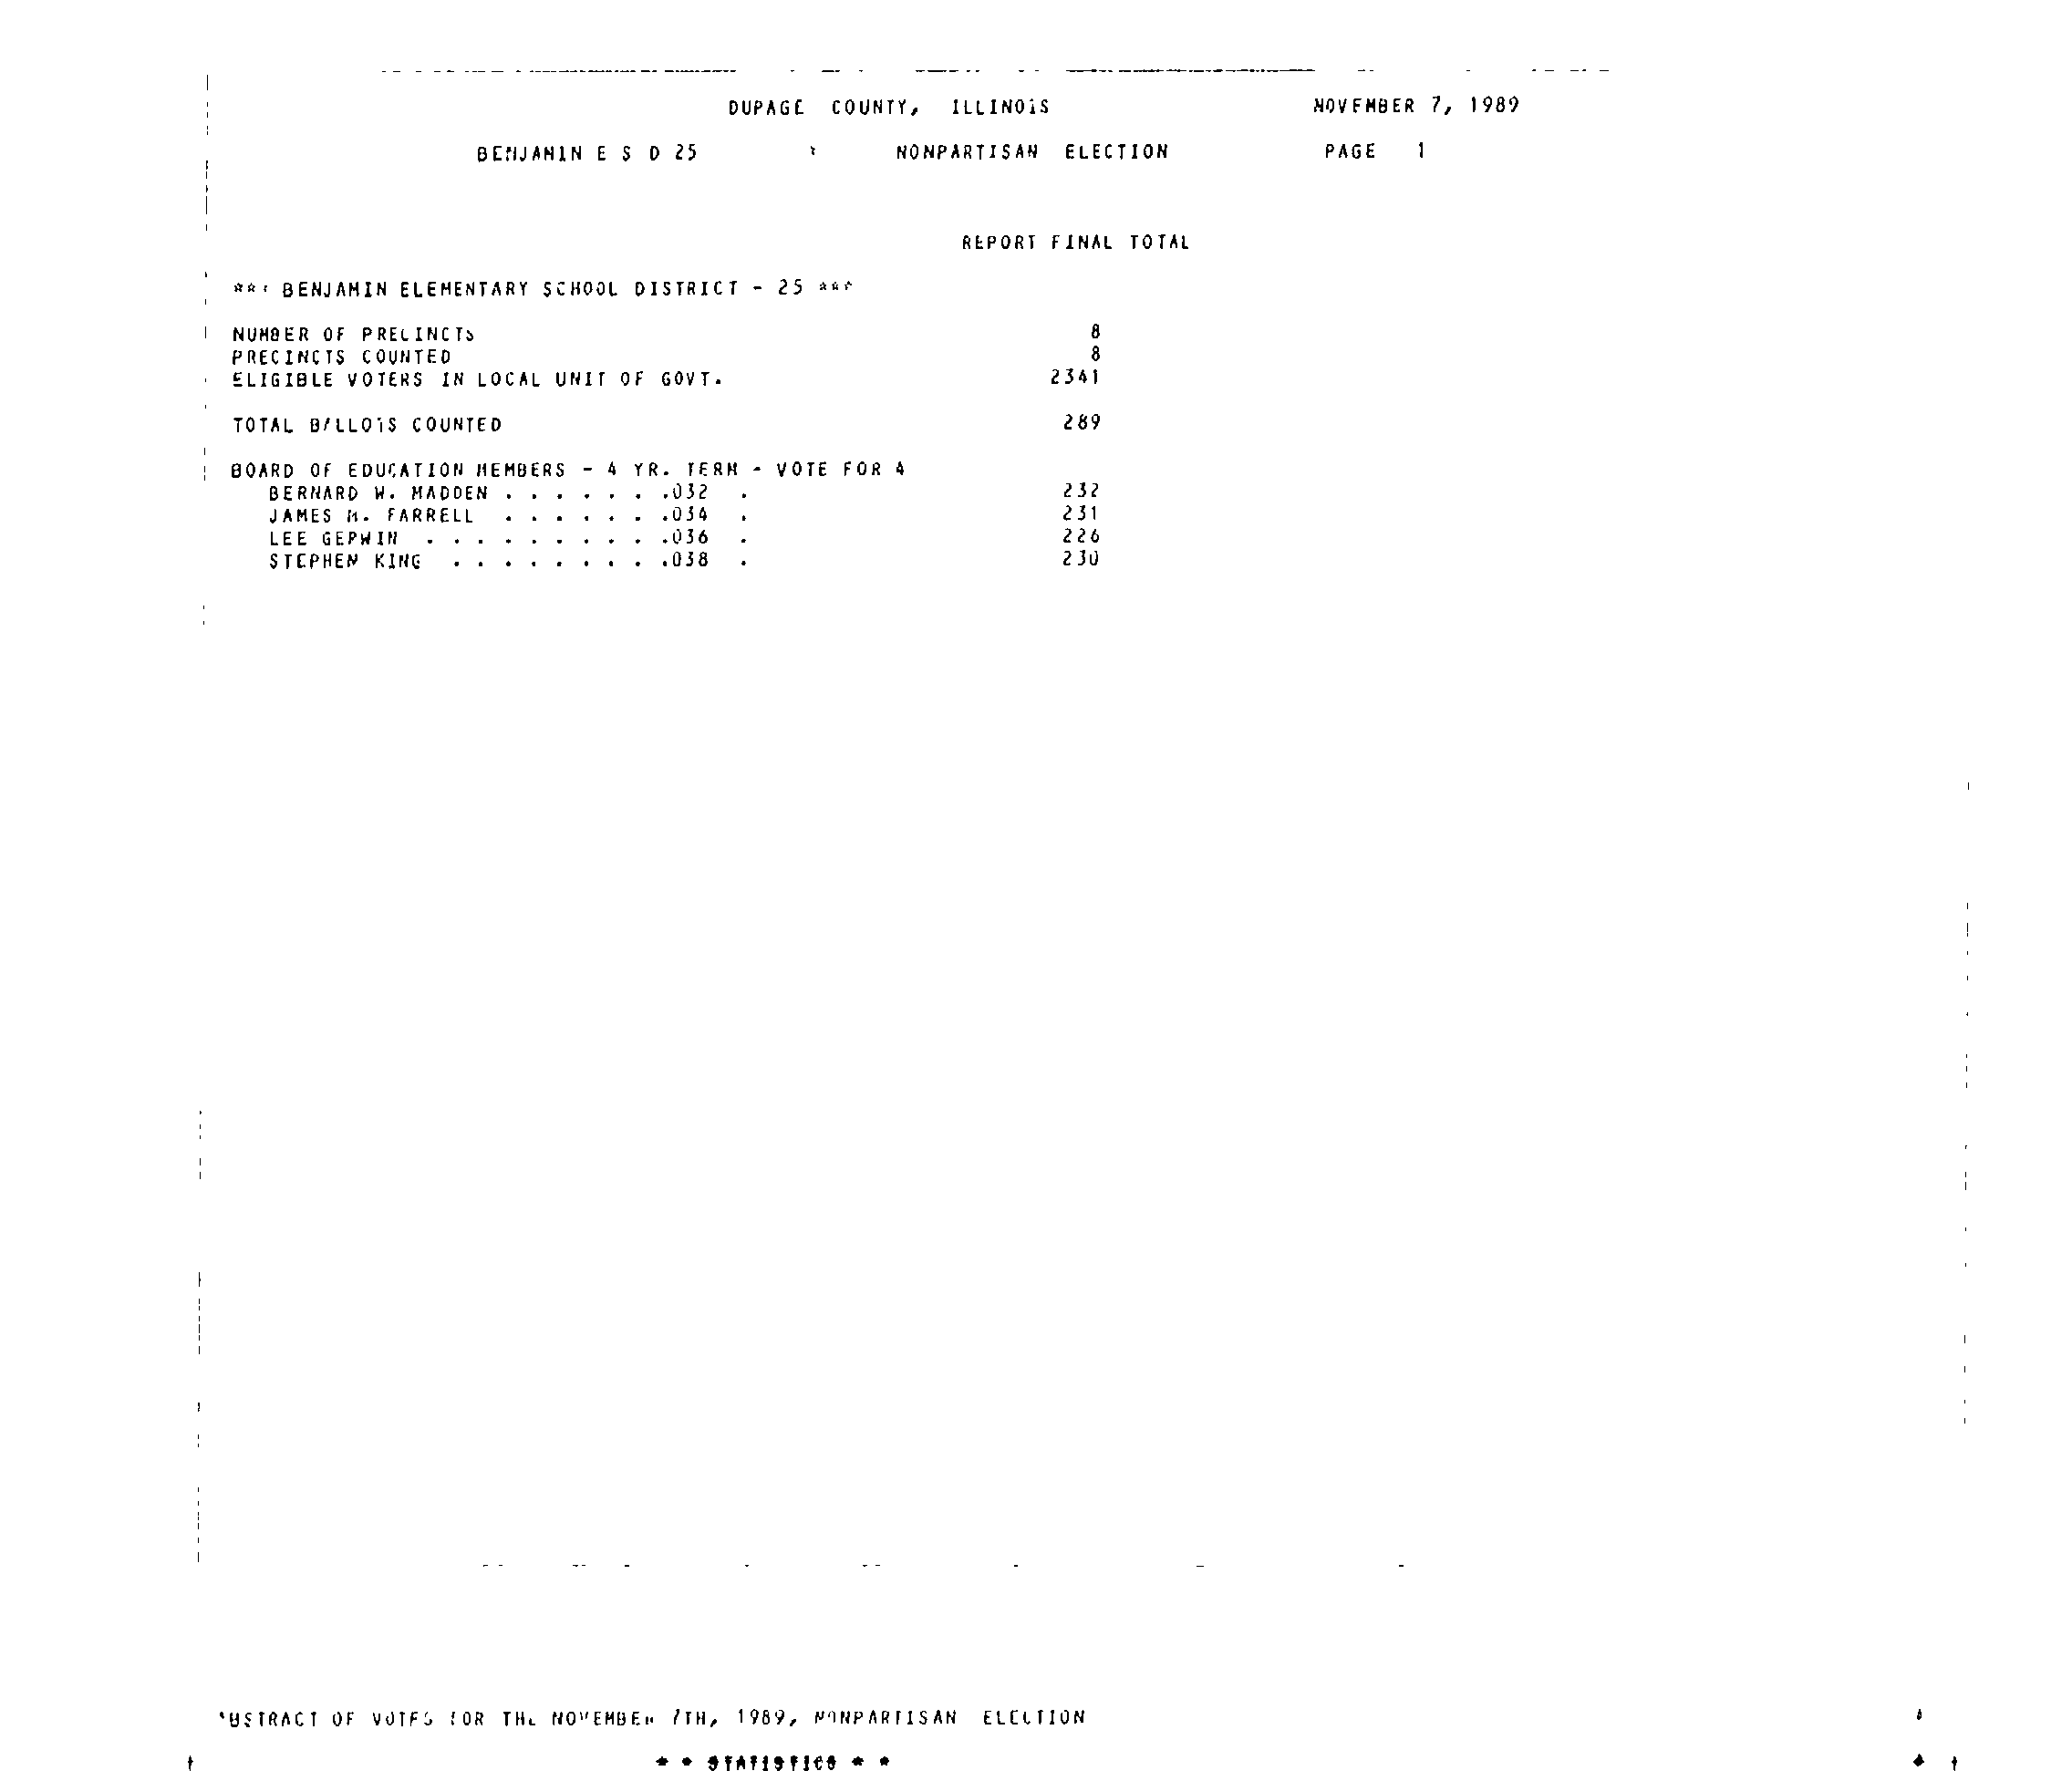 DUPAGE COUNTY, ILLINOIS NOVEMBER 7, 1989
BENJAMIN E S D 25 NONPARTISAN ELECTION PAGE 1
REPORT FINAL TOTAL
*** BENJAMIN ELEMENTARY SCHOOL DISTRICT - 25 ***
NUMBER OF PRECINCTS 8
PRECINCTS COUNTED 8
ELIGIBLE VOTERS IN LOCAL UNIT OF GOVT. 2341
TOTAL BALLOTS COUNTED 289
BOARD OF EDUCATION MEMBERS - 4 YR. TERM - VOTE FOR 4
BERNARD W. MADDEN . . . . . . .032 . 232
JAMES M. FARRELL . . . . . . .034 . 231
LEE GERWIN . . . . . . . . . .036 . 226
STEPHEN KING . . . . . . . . .038 . 230
ABSTRACT OF VOTES FOR THE NOVEMBER 7TH, 1989, NONPARTISAN ELECTION
* * STATISTICS * *